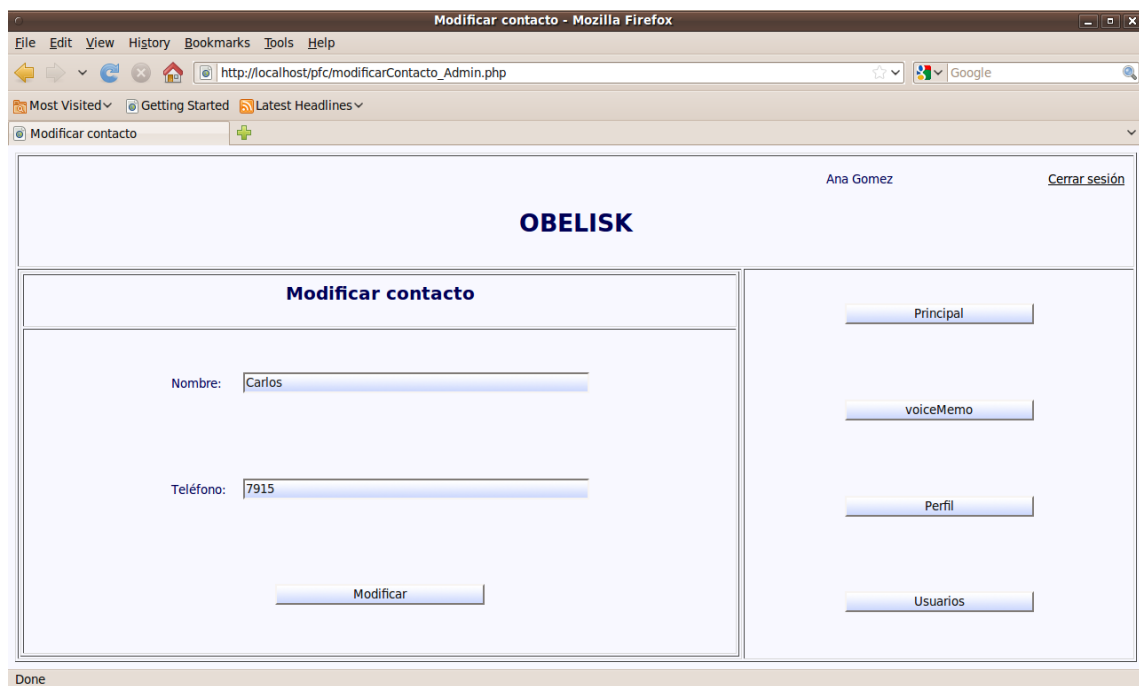 Modificar contacto - Mozilla Firefox
File Edit View History Bookmarks Tools Help
http://localhost/pfc/modificarContacto_Admin.php Google
Most Visited Getting Started Latest Headlines
Modificar contacto
Ana Gomez Cerrar sesión
OBELISK
Modificar contacto
Principal
Nombre: Carlos
voiceMemo
Teléfono: 7915
Perfil
Modificar
Usuarios
Done